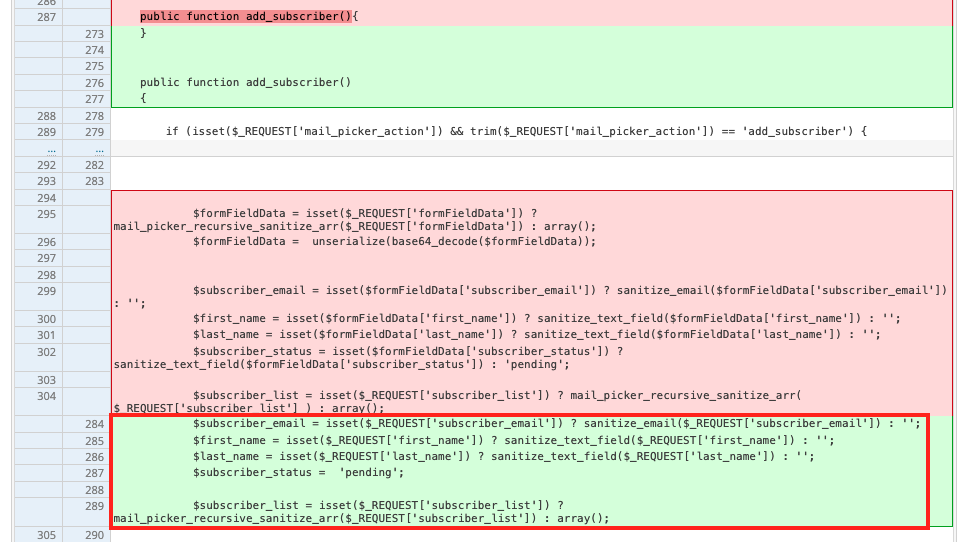 286
287 public function add_subscriber(){
273 }
274
275
276 public function add_subscriber()
277 {
288 278
289 279 if (isset($_REQUEST['mail_picker_action']) && trim($_REQUEST['mail_picker_action']) == 'add_subscriber') {
… …
292 282
293 283
294
295 $formFieldData = isset($_REQUEST['formFieldData']) ?
mail_picker_recursive_sanitize_arr($_REQUEST['formFieldData']) : array();
296 $formFieldData =  unserialize(base64_decode($formFieldData));
297
298
299 $subscriber_email = isset($formFieldData['subscriber_email']) ? sanitize_email($formFieldData['subscriber_email'])
: '';
300 $first_name = isset($formFieldData['first_name']) ? sanitize_text_field($formFieldData['first_name']) : '';
301 $last_name = isset($formFieldData['last_name']) ? sanitize_text_field($formFieldData['last_name']) : '';
302 $subscriber_status = isset($formFieldData['subscriber_status']) ?
sanitize_text_field($formFieldData['subscriber_status']) : 'pending';
303
304 $subscriber_list = isset($_REQUEST['subscriber_list']) ? mail_picker_recursive_sanitize_arr(
$_REQUEST['subscriber_list'] ) : array();
284 $subscriber_email = isset($_REQUEST['subscriber_email']) ? sanitize_email($_REQUEST['subscriber_email']) : '';
285 $first_name = isset($_REQUEST['first_name']) ? sanitize_text_field($_REQUEST['first_name']) : '';
286 $last_name = isset($_REQUEST['last_name']) ? sanitize_text_field($_REQUEST['last_name']) : '';
287 $subscriber_status =  'pending';
288
289 $subscriber_list = isset($_REQUEST['subscriber_list']) ?
mail_picker_recursive_sanitize_arr($_REQUEST['subscriber_list']) : array();
305 290